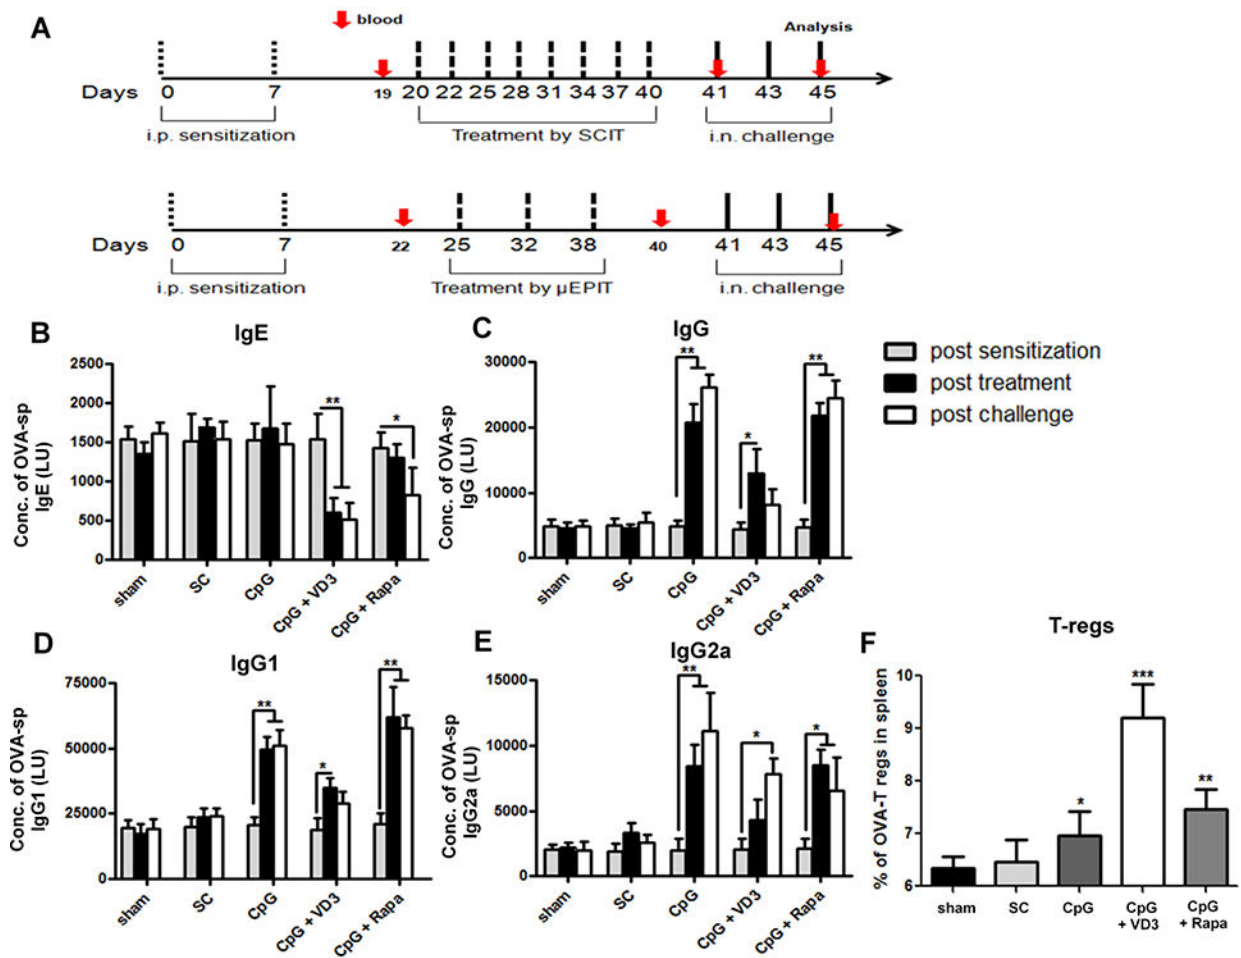 A
blood
Analysis
Days 0 7 19 20 22 25 28 31 34 37 40 41 43 45
i.p. sensitization Treatment by SCIT i.n. challenge
Days 0 7 22 25 32 38 40 41 43 45
i.p. sensitization Treatment by µEPIT i.n. challenge
B
IgE
Conc. of OVA-sp
IgE (LU)
2500
2000
1500
1000
500
0
** *
sham SC CpG CpG + VD3 CpG + Rapa
C
IgG
Conc. of OVA-sp
IgG (LU)
30000
20000
10000
0
** * **
sham SC CpG CpG + VD3 CpG + Rapa
post sensitization
post treatment
post challenge
D
IgG1
Conc. of OVA-sp
IgG1 (LU)
75000
50000
25000
0
** * **
sham SC CpG CpG + VD3 CpG + Rapa
E
IgG2a
Conc. of OVA-sp
IgG2a (LU)
15000
10000
5000
0
** * *
sham SC CpG CpG + VD3 CpG + Rapa
F
T-regs
% of OVA-T regs in spleen
10
9
8
7
6
* *** **
sham SC CpG CpG CpG
+ VD3 + Rapa